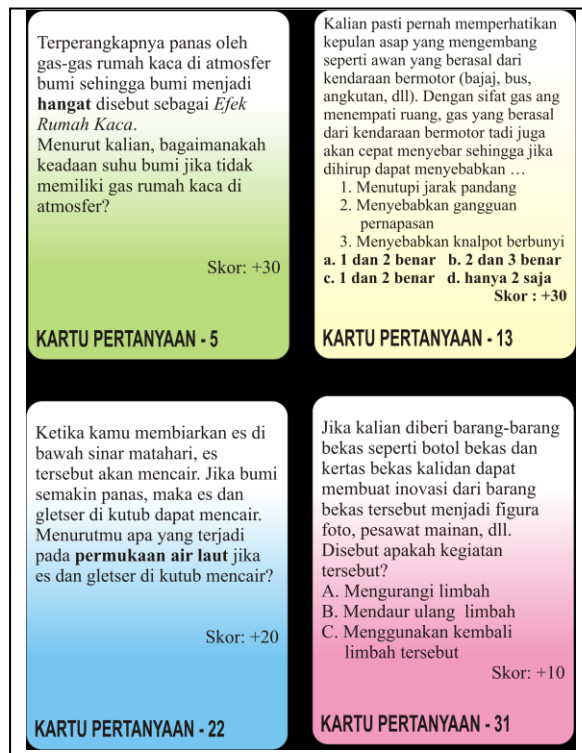 Terperangkapnya panas oleh
gas-gas rumah kaca di atmosfer
bumi sehingga bumi menjadi
hangat disebut sebagai Efek
Rumah Kaca.
Menurut kalian, bagaimanakah
keadaan suhu bumi jika tidak
memiliki gas rumah kaca di
atmosfer?
Skor: +30
KARTU PERTANYAAN - 5
Kalian pasti pernah memperhatikan
kepulan asap yang mengembang
seperti awan yang berasal dari
kendaraan bermotor (bajaj, bus,
angkutan, dll). Dengan sifat gas ang
menempati ruang, gas yang berasal
dari kendaraan bermotor tadi juga
akan cepat menyebar sehingga jika
dihirup dapat menyebabkan …
1. Menutupi jarak pandang
2. Menyebabkan gangguan
pernapasan
3. Menyebabkan knalpot berbunyi
a. 1 dan 2 benar b. 2 dan 3 benar
c. 1 dan 2 benar d. hanya 2 saja
Skor : +30
KARTU PERTANYAAN - 13
Ketika kamu membiarkan es di
bawah sinar matahari, es
tersebut akan mencair. Jika bumi
semakin panas, maka es dan
gletser di kutub dapat mencair.
Menurutmu apa yang terjadi
pada permukaan air laut jika
es dan gletser di kutub mencair?
Skor: +20
KARTU PERTANYAAN - 22
Jika kalian diberi barang-barang
bekas seperti botol bekas dan
kertas bekas kalidan dapat
membuat inovasi dari barang
bekas tersebut menjadi figura
foto, pesawat mainan, dll.
Disebut apakah kegiatan
tersebut?
A. Mengurangi limbah
B. Mendaur ulang limbah
C. Menggunakan kembali
limbah tersebut
Skor: +10
KARTU PERTANYAAN - 31